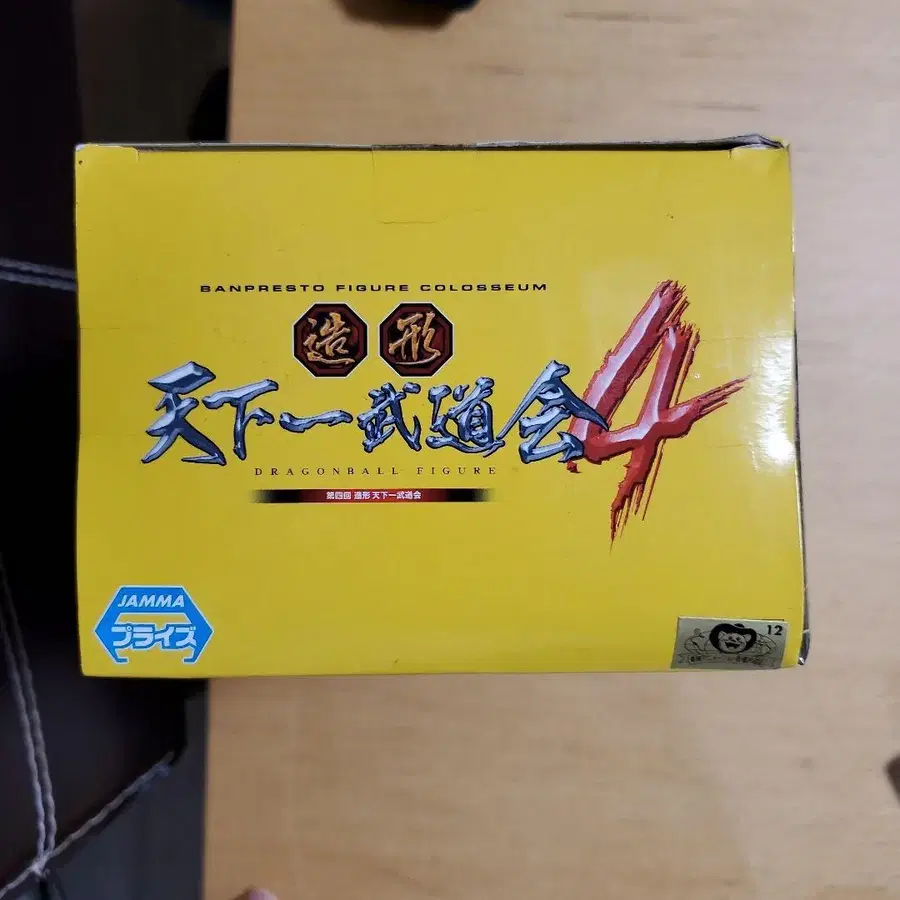 BANPRESTO FIGURE COLOSSEUM
造形
天下一武道会4
DRAGONBALL FIGURE
第四回 造形 天下一武道会
JAMMA
プライズ
12